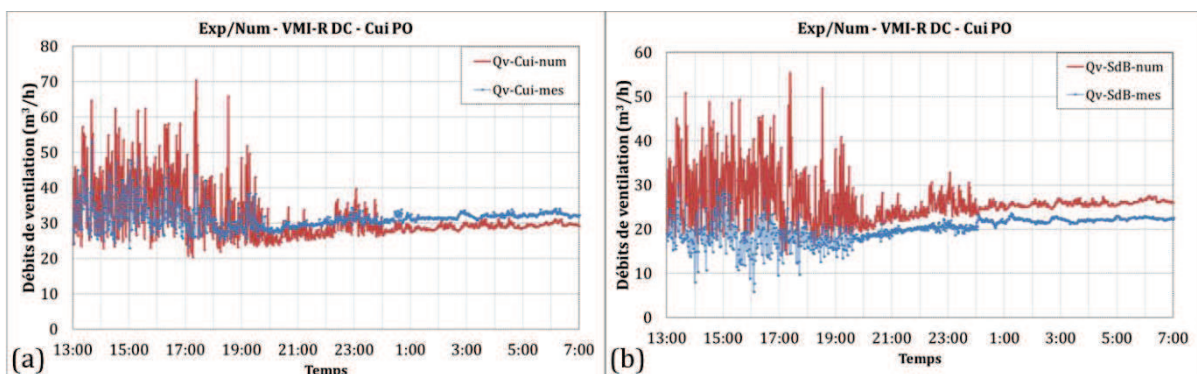 Exp/Num - VMI-R DC - Cui PO
Débits de ventilation (m³/h)
80
70
60
50
40
30
20
10
0
Qv-Cui-num
Qv-Cui-mes
13:00 15:00 17:00 19:00 21:00 23:00 1:00 3:00 5:00 7:00
Temps
(a)
Exp/Num - VMI-R DC - Cui PO
Débits de ventilation (m³/h)
60
50
40
30
20
10
0
Qv-SdB-num
Qv-SdB-mes
13:00 15:00 17:00 19:00 21:00 23:00 1:00 3:00 5:00 7:00
Temps
(b)